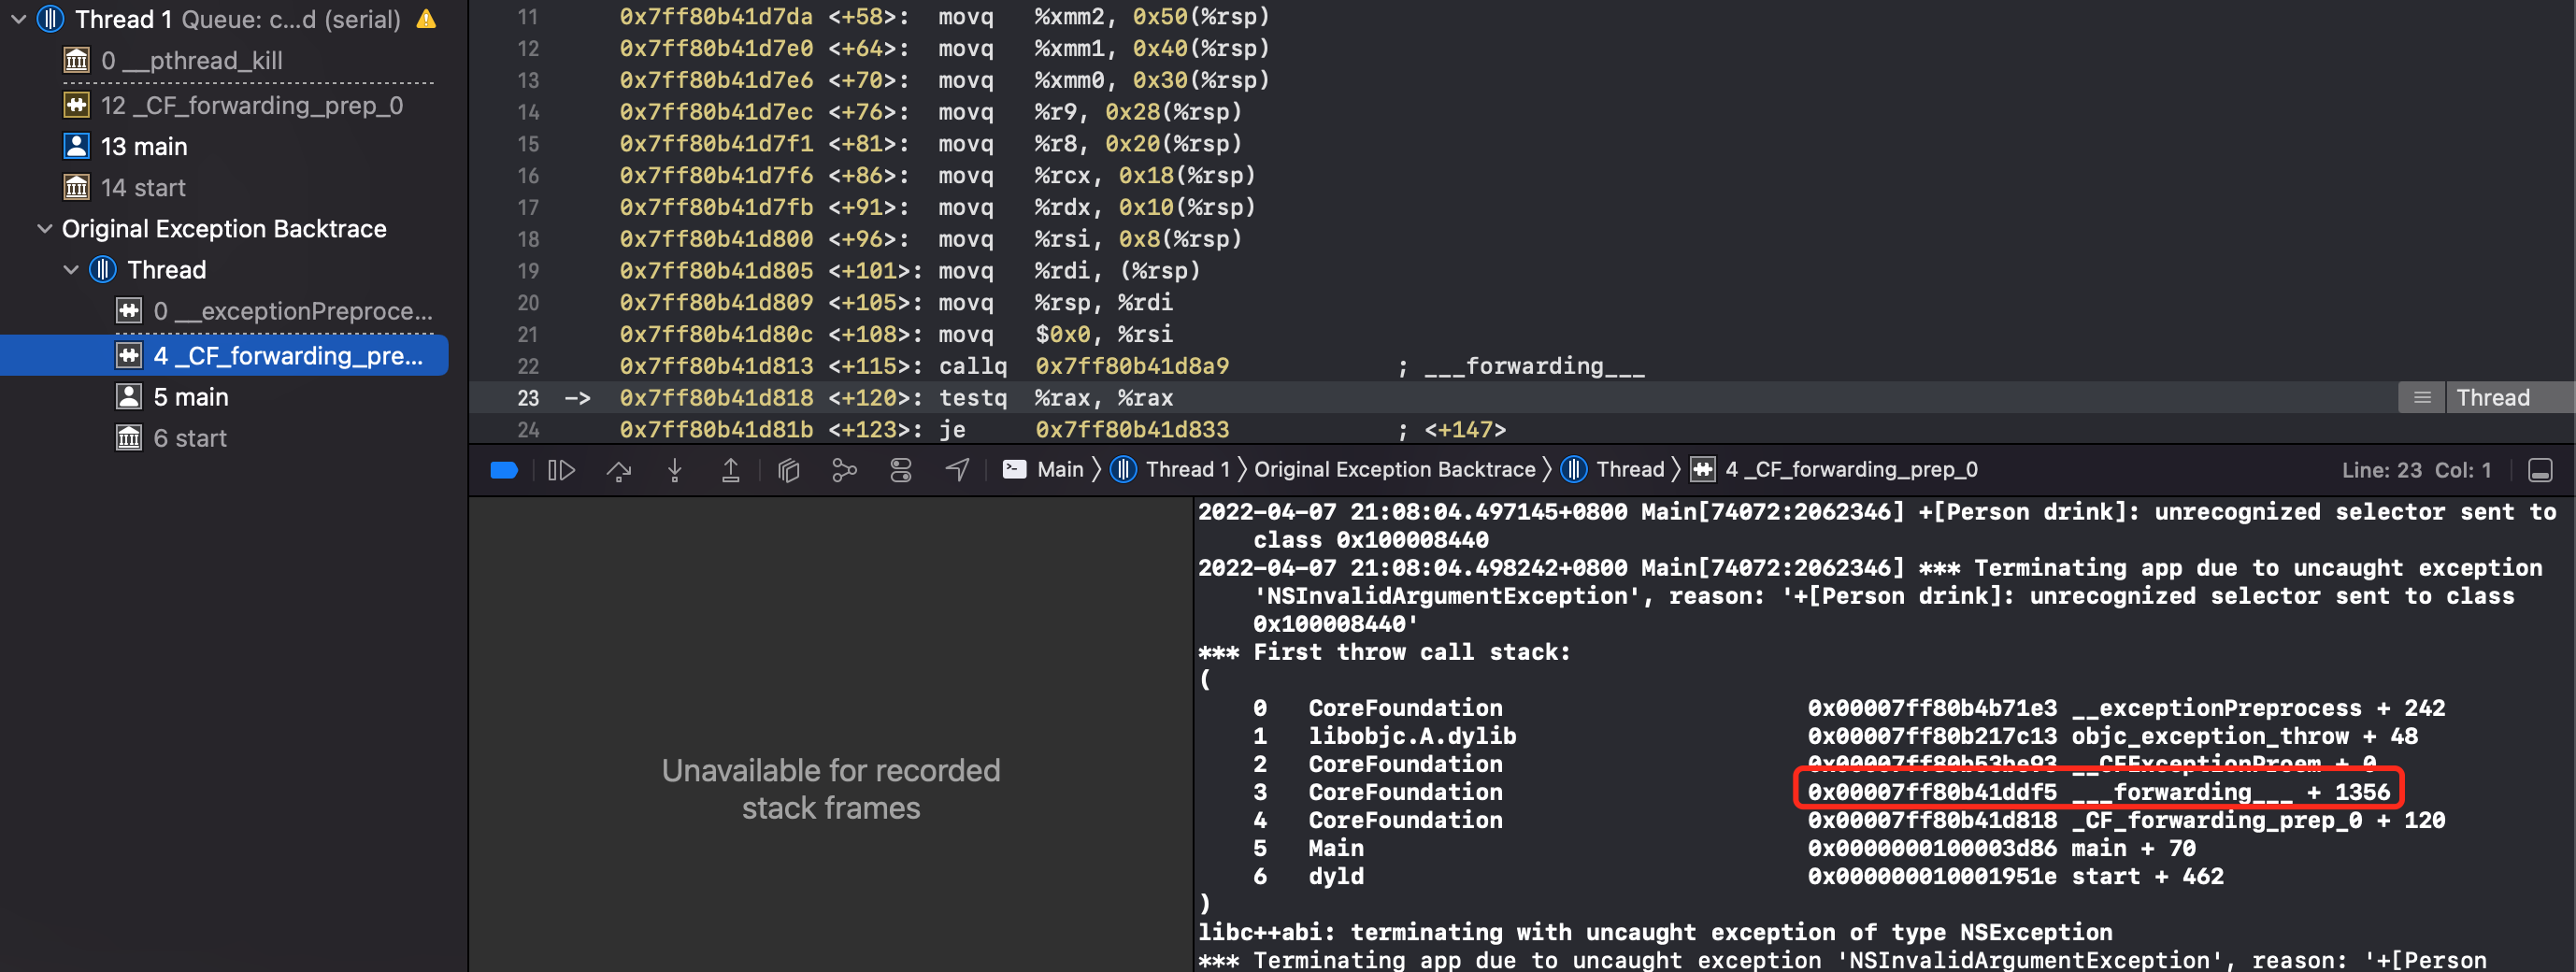 Thread 1 Queue: c...d (serial)
0 __pthread_kill
12 _CF_forwarding_prep_0
13 main
14 start
Original Exception Backtrace
Thread
0 __exceptionPreproce...
4 _CF_forwarding_pre...
5 main
6 start
11 0x7ff80b41d7da <+58>: movq %xmm2, 0x50(%rsp)
12 0x7ff80b41d7e0 <+64>: movq %xmm1, 0x40(%rsp)
13 0x7ff80b41d7e6 <+70>: movq %xmm0, 0x30(%rsp)
14 0x7ff80b41d7ec <+76>: movq %r9, 0x28(%rsp)
15 0x7ff80b41d7f1 <+81>: movq %r8, 0x20(%rsp)
16 0x7ff80b41d7f6 <+86>: movq %rcx, 0x18(%rsp)
17 0x7ff80b41d7fb <+91>: movq %rdx, 0x10(%rsp)
18 0x7ff80b41d800 <+96>: movq %rsi, 0x8(%rsp)
19 0x7ff80b41d805 <+101>: movq %rdi, (%rsp)
20 0x7ff80b41d809 <+105>: movq %rsp, %rdi
21 0x7ff80b41d80c <+108>: movq $0x0, %rsi
22 0x7ff80b41d813 <+115>: callq 0x7ff80b41d8a9 ; ___forwarding___
23 -> 0x7ff80b41d818 <+120>: testq %rax, %rax Thread
24 0x7ff80b41d81b <+123>: je 0x7ff80b41d833 ; <+147>
Main 〉 Thread 1 〉 Original Exception Backtrace 〉 Thread 〉 4 _CF_forwarding_prep_0 Line: 23 Col: 1
Unavailable for recorded
stack frames
2022-04-07 21:08:04.497145+0800 Main[74072:2062346] +[Person drink]: unrecognized selector sent to
class 0x100008440
2022-04-07 21:08:04.498242+0800 Main[74072:2062346] *** Terminating app due to uncaught exception
'NSInvalidArgumentException', reason: '+[Person drink]: unrecognized selector sent to class
0x100008440'
*** First throw call stack:
(
0 CoreFoundation 0x00007ff80b4b71e3 __exceptionPreprocess + 242
1 libobjc.A.dylib 0x00007ff80b217c13 objc_exception_throw + 48
2 CoreFoundation 0x00007ff80b53be93 __CFExceptionProem + 0
3 CoreFoundation 0x00007ff80b41ddf5 ___forwarding___ + 1356
4 CoreFoundation 0x00007ff80b41d818 _CF_forwarding_prep_0 + 120
5 Main 0x0000000100003d86 main + 70
6 dyld 0x000000010001951e start + 462
)
libc++abi: terminating with uncaught exception of type NSException
*** Terminating app due to uncaught exception 'NSInvalidArgumentException', reason: '+[Person